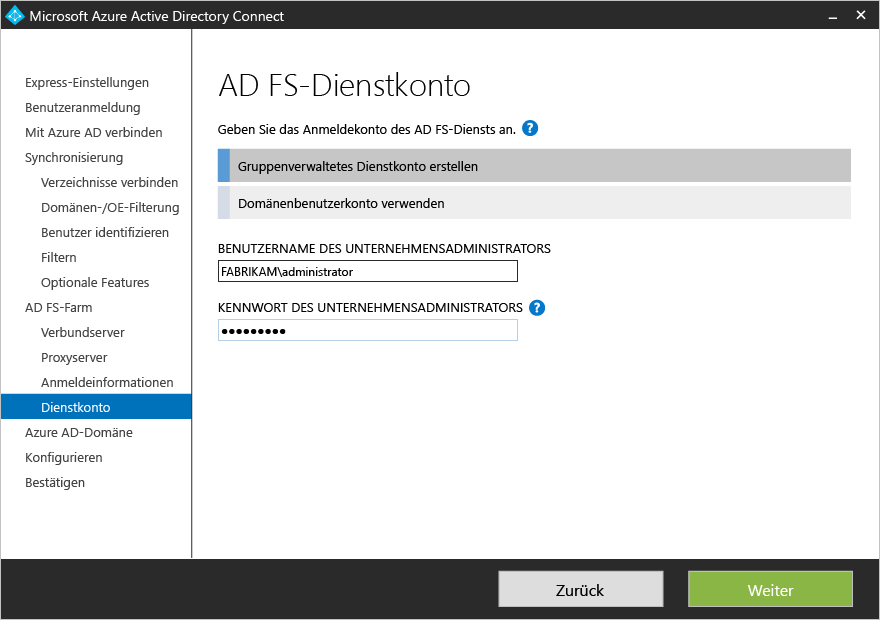 Microsoft Azure Active Directory Connect
Express-Einstellungen
Benutzeranmeldung
Mit Azure AD verbinden
Synchronisierung
Verzeichnisse verbinden
Domänen-/OE-Filterung
Benutzer identifizieren
Filtern
Optionale Features
AD FS-Farm
Verbundserver
Proxyserver
Anmeldeinformationen
Dienstkonto
Azure AD-Domäne
Konfigurieren
Bestätigen
AD FS-Dienstkonto
Geben Sie das Anmeldekonto des AD FS-Diensts an. ?
Gruppenverwaltetes Dienstkonto erstellen
Domänenbenutzerkonto verwenden
BENUTZERNAME DES UNTERNEHMENSADMINISTRATORS
FABRIKAM\administrator
KENNWORT DES UNTERNEHMENSADMINISTRATORS ?
●●●●●●●●●
Zurück
Weiter